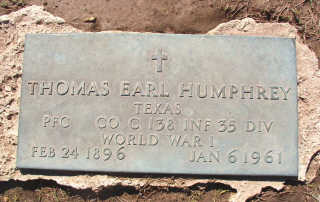 THOMAS EARL HUMPHREY
TEXAS
PFC CO C 138 INF 35 DIV
WORLD WAR I
FEB 24 1896 JAN 6 1961